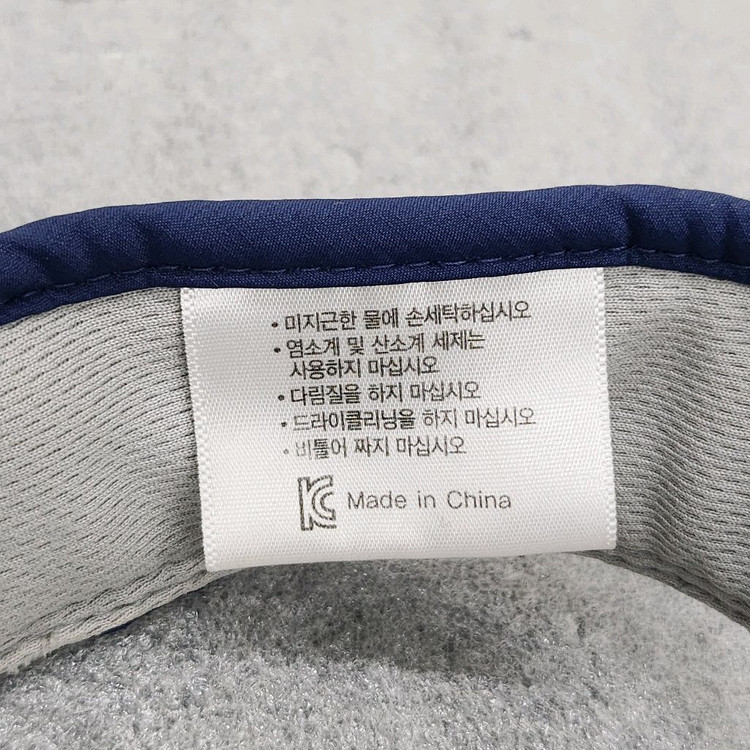 • 미지근한 물에 손세탁하십시오
• 염소계 및 산소계 세제는
사용하지 마십시오
• 다림질을 하지 마십시오
• 드라이클리닝을 하지 마십시오
• 비틀어 짜지 마십시오
KC Made in China